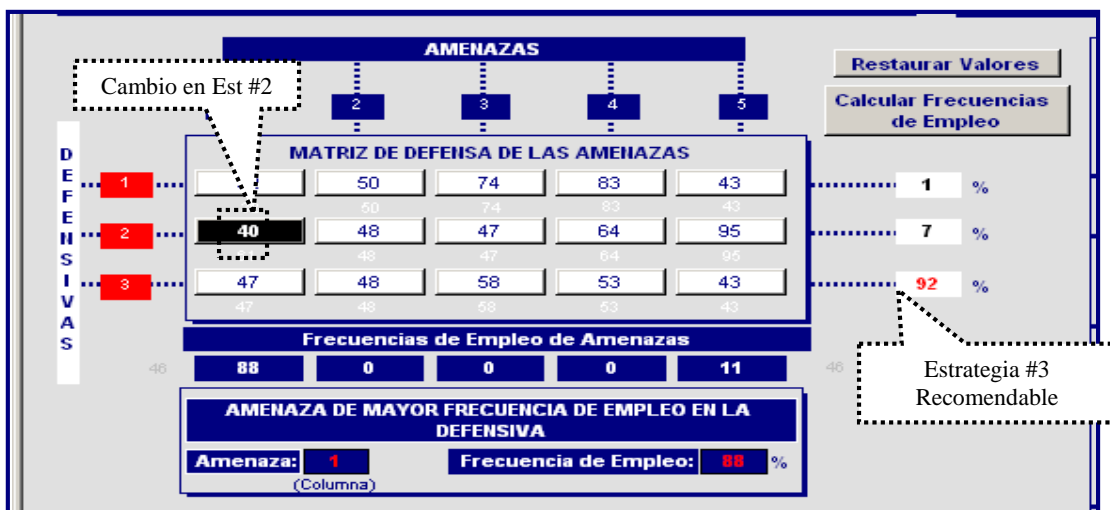 AMENAZAS
Cambio en Est #2
Restaurar Valores
Calcular Frecuencias
de Empleo
2 3 4 5
DEFENSIVAS
MATRIZ DE DEFENSA DE LAS AMENAZAS
1 50 74 83 43 1 %
50 74 83 43
2 40 48 47 64 95 7 %
48 47 64 95
3 47 48 58 53 43 92 %
47 48 58 53 43
Frecuencias de Empleo de Amenazas
46 88 0 0 0 11 46
Estrategia #3
Recomendable
AMENAZA DE MAYOR FRECUENCIA DE EMPLEO EN LA
DEFENSIVA
Amenaza: 1 Frecuencia de Empleo: 88 %
(Columna)